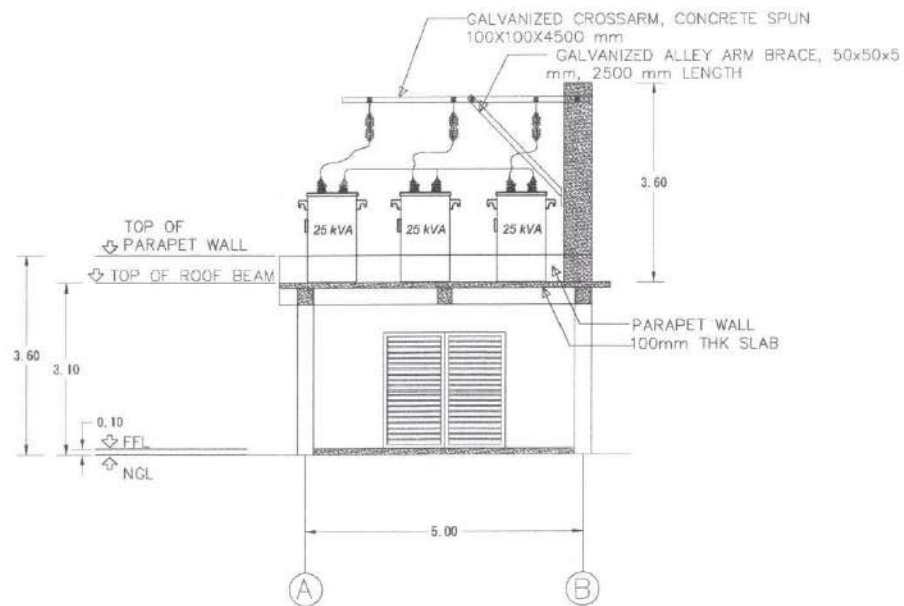 GALVANIZED CROSSARM, CONCRETE SPUN
100X100X4500 mm
GALVANIZED ALLEY ARM BRACE, 50x50x5
mm, 2500 mm LENGTH
3.60
TOP OF
PARAPET WALL
25 kVA
25 kVA
25 kVA
TOP OF ROOF BEAM
PARAPET WALL
100mm THK SLAB
3.60
3.10
0.10
FFL
NGL
5.00
A
B